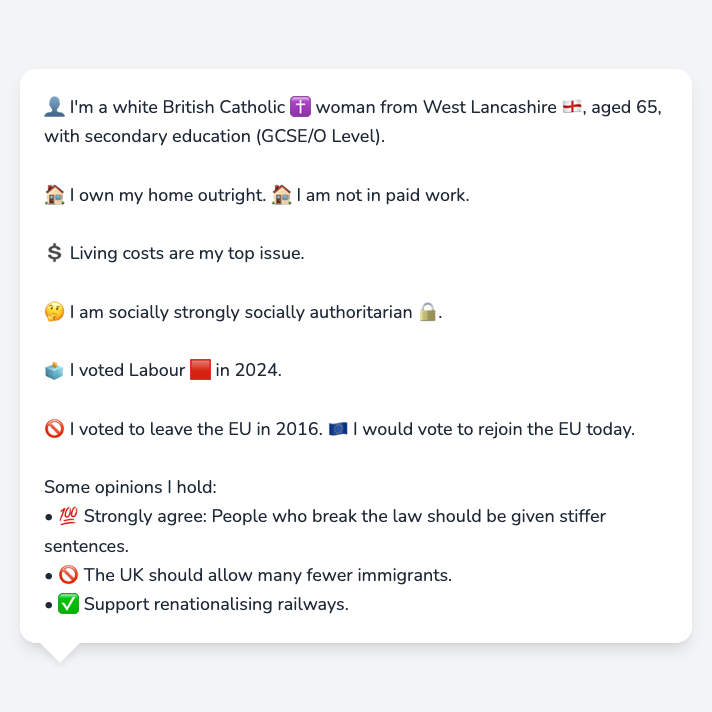 👤 I'm a white British Catholic ✝️ woman from West Lancashire 🏴󠁧󠁢󠁥󠁮󠁧󠁿, aged 65,
with secondary education (GCSE/O Level).
🏠 I own my home outright. 🏠 I am not in paid work.
💲 Living costs are my top issue.
🤔 I am socially strongly socially authoritarian 🔒.
🗳️ I voted Labour 🟥 in 2024.
🚫 I voted to leave the EU in 2016. 🇪🇺 I would vote to rejoin the EU today.
Some opinions I hold:
• 💯 Strongly agree: People who break the law should be given stiffer
sentences.
• 🚫 The UK should allow many fewer immigrants.
• ✅ Support renationalising railways.